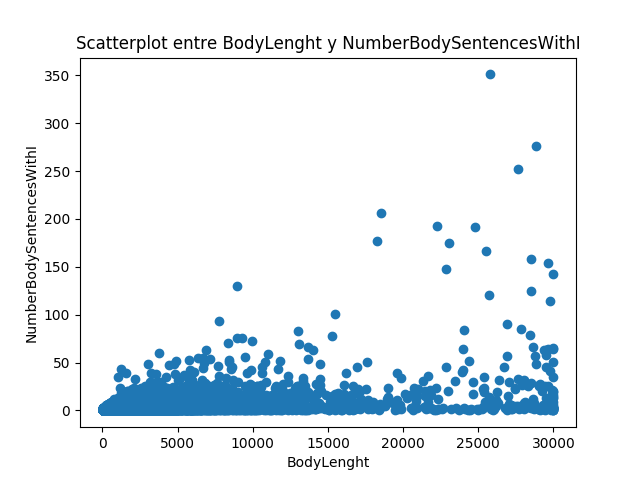 Scatterplot entre BodyLenght y NumberBodySentencesWithI
NumberBodySentencesWithI
350
300
250
200
150
100
50
0
0 5000 10000 15000 20000 25000 30000
BodyLenght